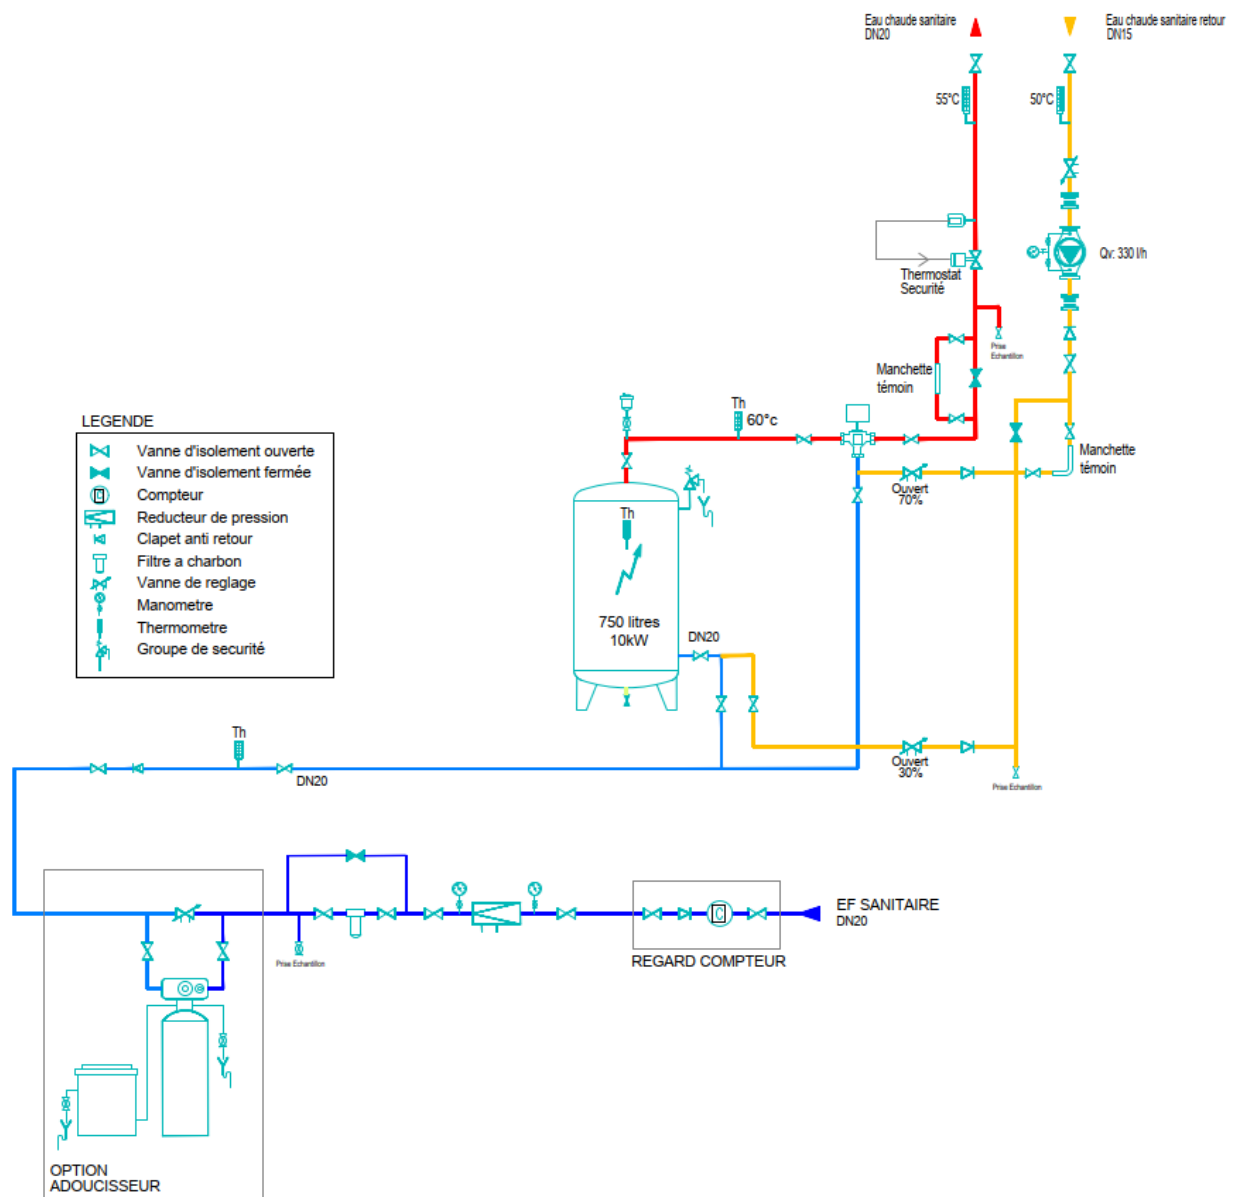 Eau chaude sanitaire
DN20
Eau chaude sanitaire retour
DN15
55°C
50°C
Qv: 330 l/h
Thermostat
Securité
Prise
Echantillon
Manchette
témoin
Th
60°c
Manchette
témoin
Ouvert
70%
LEGENDE
Vanne d'isolement ouverte
Vanne d'isolement fermée
C
Compteur
Reducteur de pression
Clapet anti retour
Filtre a charbon
Vanne de reglage
Manometre
Thermometre
Groupe de securité
Th
750 litres
10kW
DN20
Th
DN20
Ouvert
30%
Prise Echantillon
C
EF SANITAIRE
DN20
REGARD COMPTEUR
Prise Echantillon
OPTION
ADOUCISSEUR